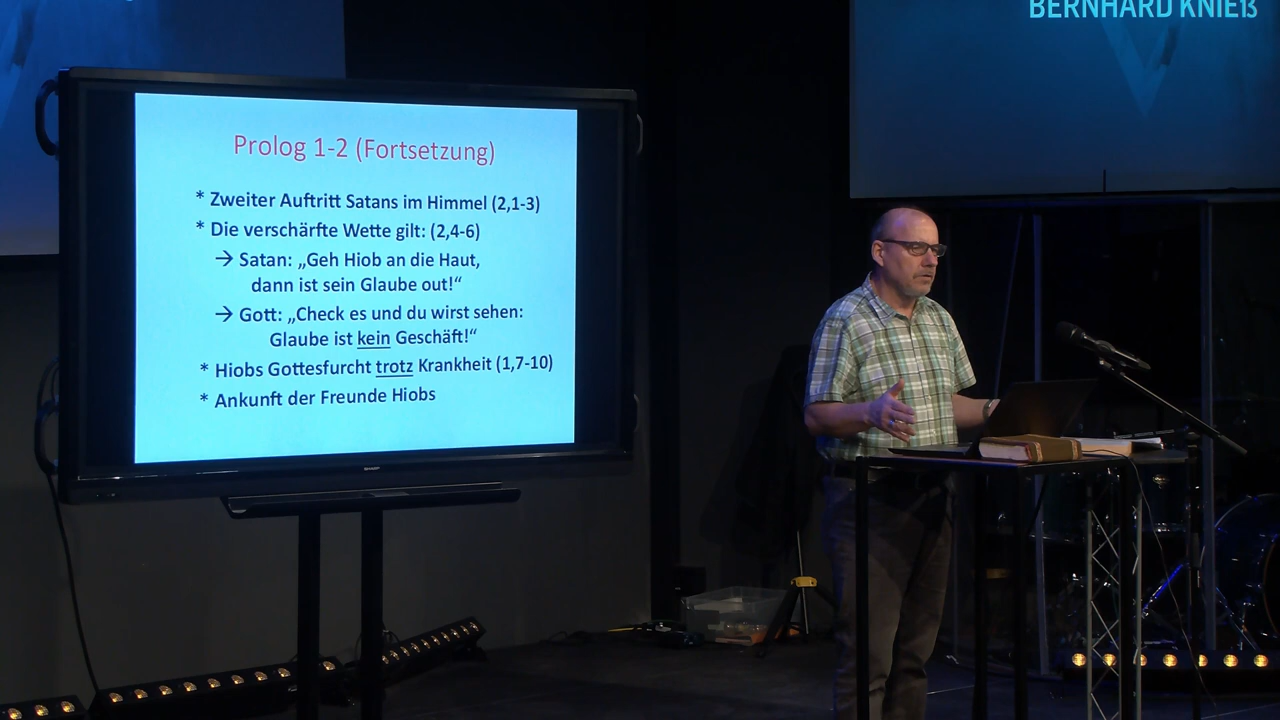 BERNHARD KNIEß
Prolog 1-2 (Fortsetzung)
* Zweiter Auftritt Satans im Himmel (2,1-3)
* Die verschärfte Wette gilt: (2,4-6)
→ Satan: „Geh Hiob an die Haut,
dann ist sein Glaube out!“
→ Gott: „Check es und du wirst sehen:
Glaube ist kein Geschäft!“
* Hiobs Gottesfurcht trotz Krankheit (1,7-10)
* Ankunft der Freunde Hiobs
SHARP